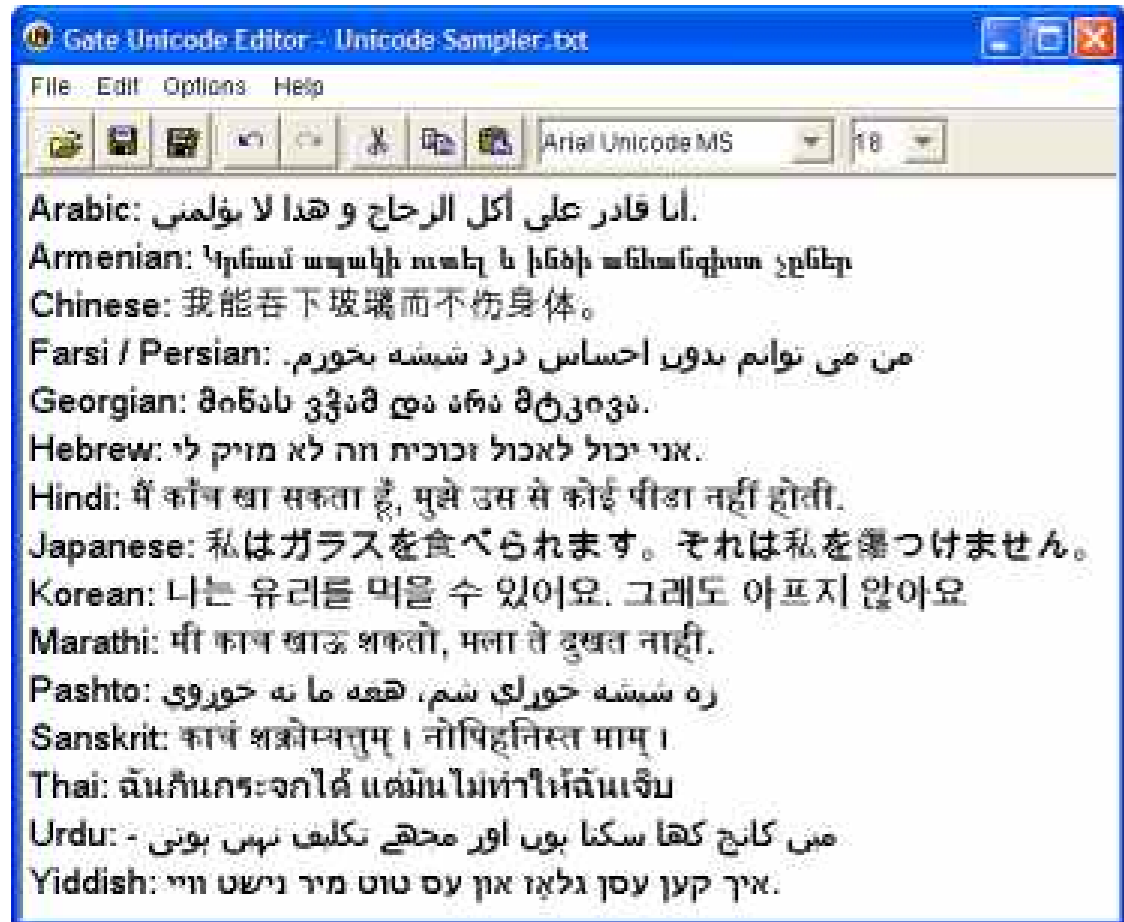 Gate Unicode Editor - Unicode Sampler.txt
File Edit Options Help
Arial Unicode MS 18
Arabic: أنا قادر على أكل الزجاج و هذا لا يؤلمني.
Armenian: Կրնամ ապակի ուտել և ինծի անհանգիստ չըներ
Chinese: 我能吞下玻璃而不伤身体。
Farsi / Persian: من می توانم بدونِ احساس درد شيشه بخورم.
Georgian: მინას ვჭამ და არა მტკივა.
Hebrew: אני יכול לאכול זכוכית וזה לא מזיק לי.
Hindi: मैं काँच खा सकता हूँ, मुझे उस से कोई पीडा नहीं होती.
Japanese: 私はガラスを食べられます。それは私を傷つけません。
Korean: 나는 유리를 먹을 수 있어요. 그래도 아프지 않아요
Marathi: मी काच खाऊ शकतो, मला ते दुखत नाही.
Pashto: زه شيشه خوړلې شم، هغه ما نه خوږوي
Sanskrit: काचं शक्नोम्यत्तुम् । नोपहिनस्ति माम् ।
Thai: ฉันกินกระจกได้ แต่มันไม่ทำให้ฉันเจ็บ
Urdu: میں کانچ کھا سکتا ہوں اور مجھے تکلیف نہیں ہوتی -
Yiddish: איך קען עסן גלאָז און עס טוט מיר נישט וויי.